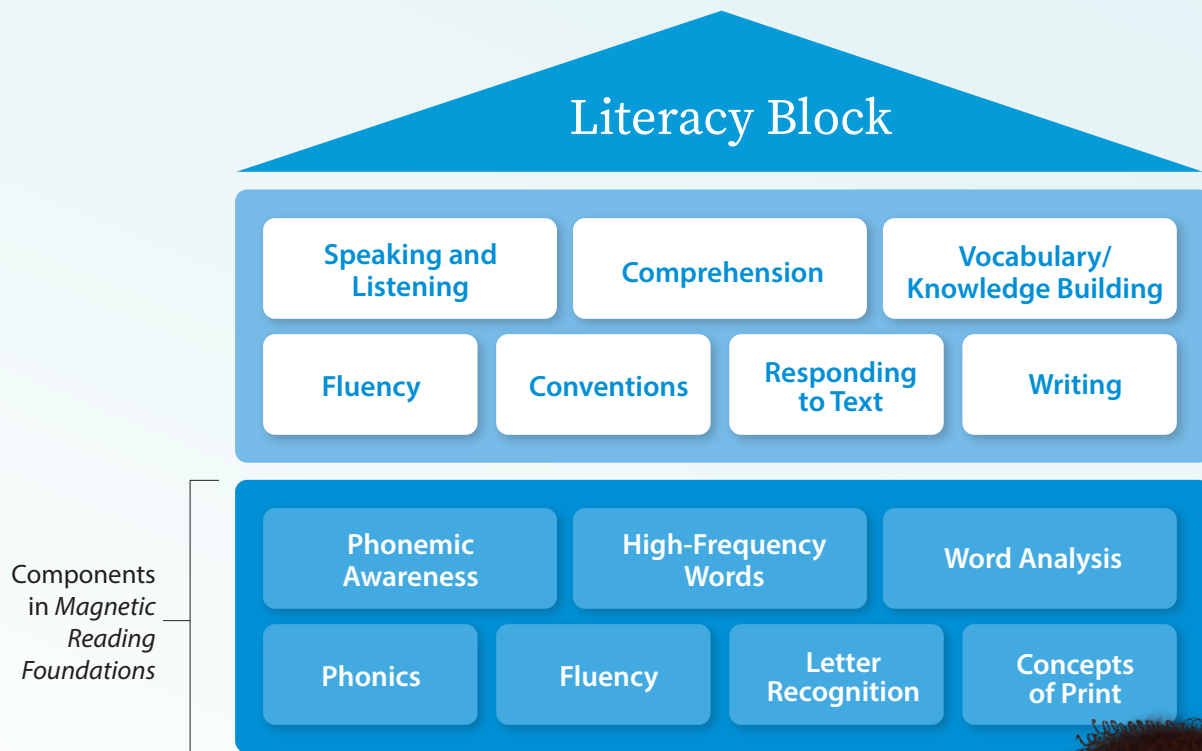 Literacy Block
Speaking and
Listening
Comprehension
Vocabulary/
Knowledge Building
Fluency
Conventions
Responding
to Text
Writing
Components
in Magnetic
Reading
Foundations
Phonemic
Awareness
High-Frequency
Words
Word Analysis
Phonics
Fluency
Letter
Recognition
Concepts
of Print